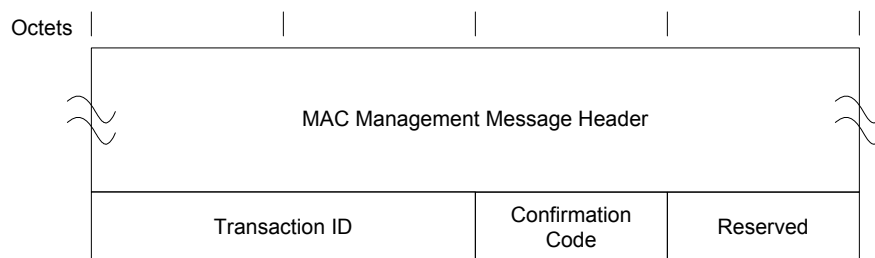 Octets
MAC Management Message Header
Transaction ID
Confirmation
Code
Reserved